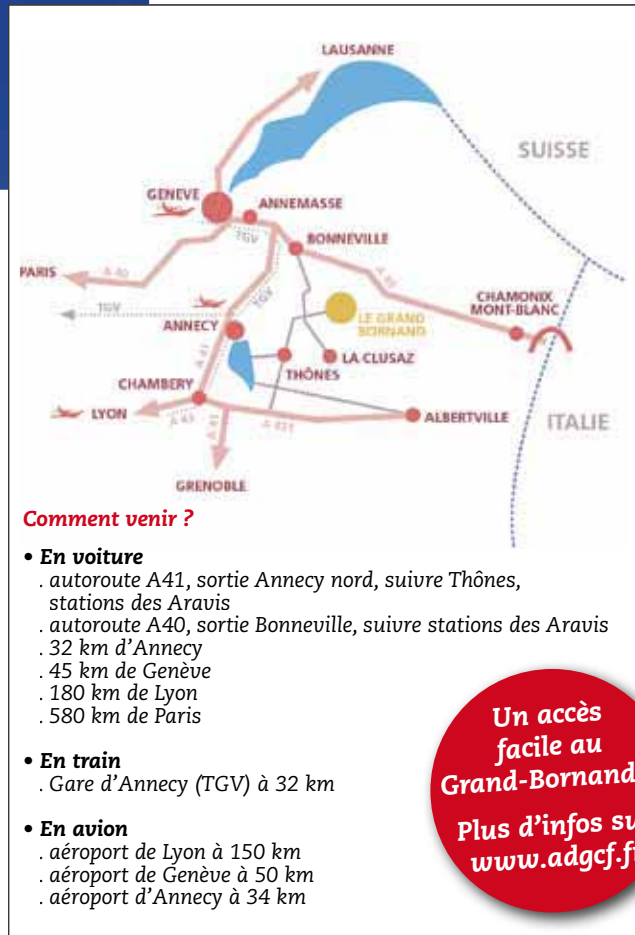 LAUSANNE
SUISSE
GENEVE
ANNEMASSE
TGV
BONNEVILLE
PARIS
A 40
A 40
TGV
TGV
CHAMONIX
MONT-BLANC
ANNECY
LE GRAND
BORNAND
A 41
LA CLUSAZ
THÔNES
CHAMBERY
LYON
A 43
A 41
A 431
ALBERTVILLE
ITALIE
GRENOBLE
Comment venir ?
• En voiture
. autoroute A41, sortie Annecy nord, suivre Thônes,
stations des Aravis
. autoroute A40, sortie Bonneville, suivre stations des Aravis
. 32 km d’Annecy
. 45 km de Genève
. 180 km de Lyon
. 580 km de Paris
• En train
. Gare d’Annecy (TGV) à 32 km
• En avion
. aéroport de Lyon à 150 km
. aéroport de Genève à 50 km
. aéroport d’Annecy à 34 km
Un accès
facile au
Grand-Bornand
Plus d’infos su
www.adgcf.f